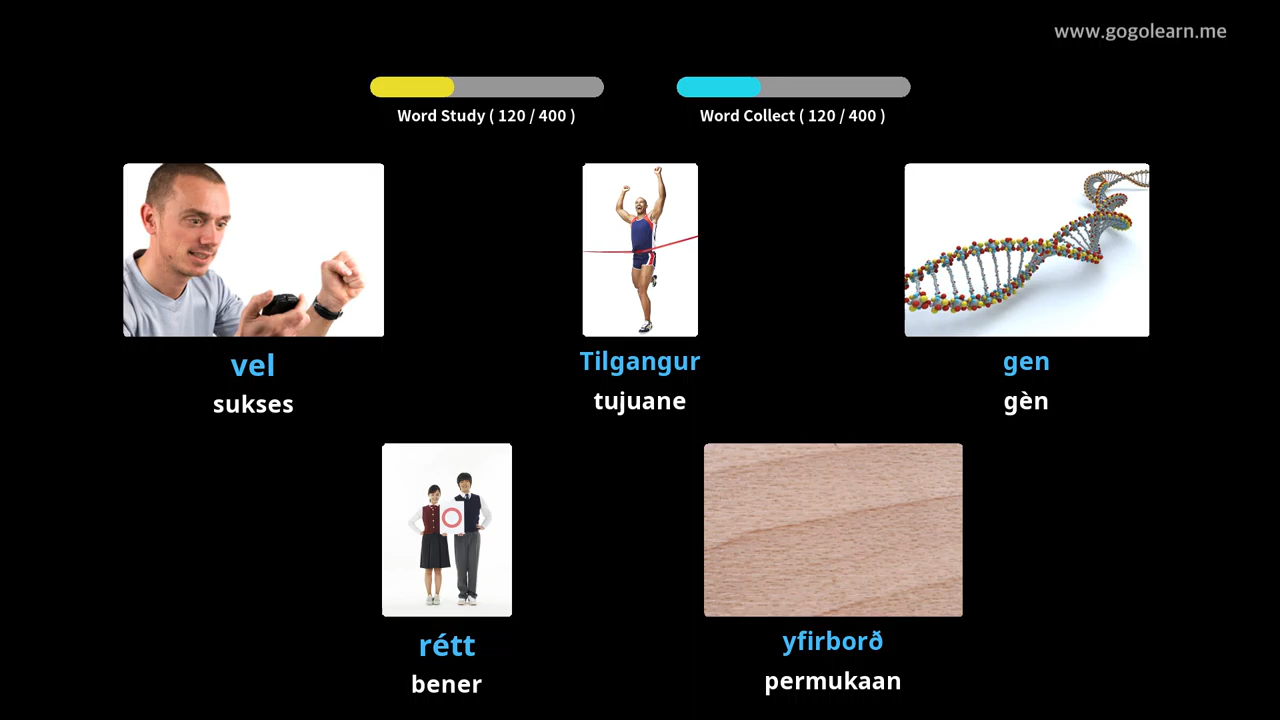 www.gogolearn.me
Word Study ( 120 / 400 )
Word Collect ( 120 / 400 )
vel
sukses
Tilgangur
tujuane
gen
gèn
rétt
bener
yfirborð
permukaan